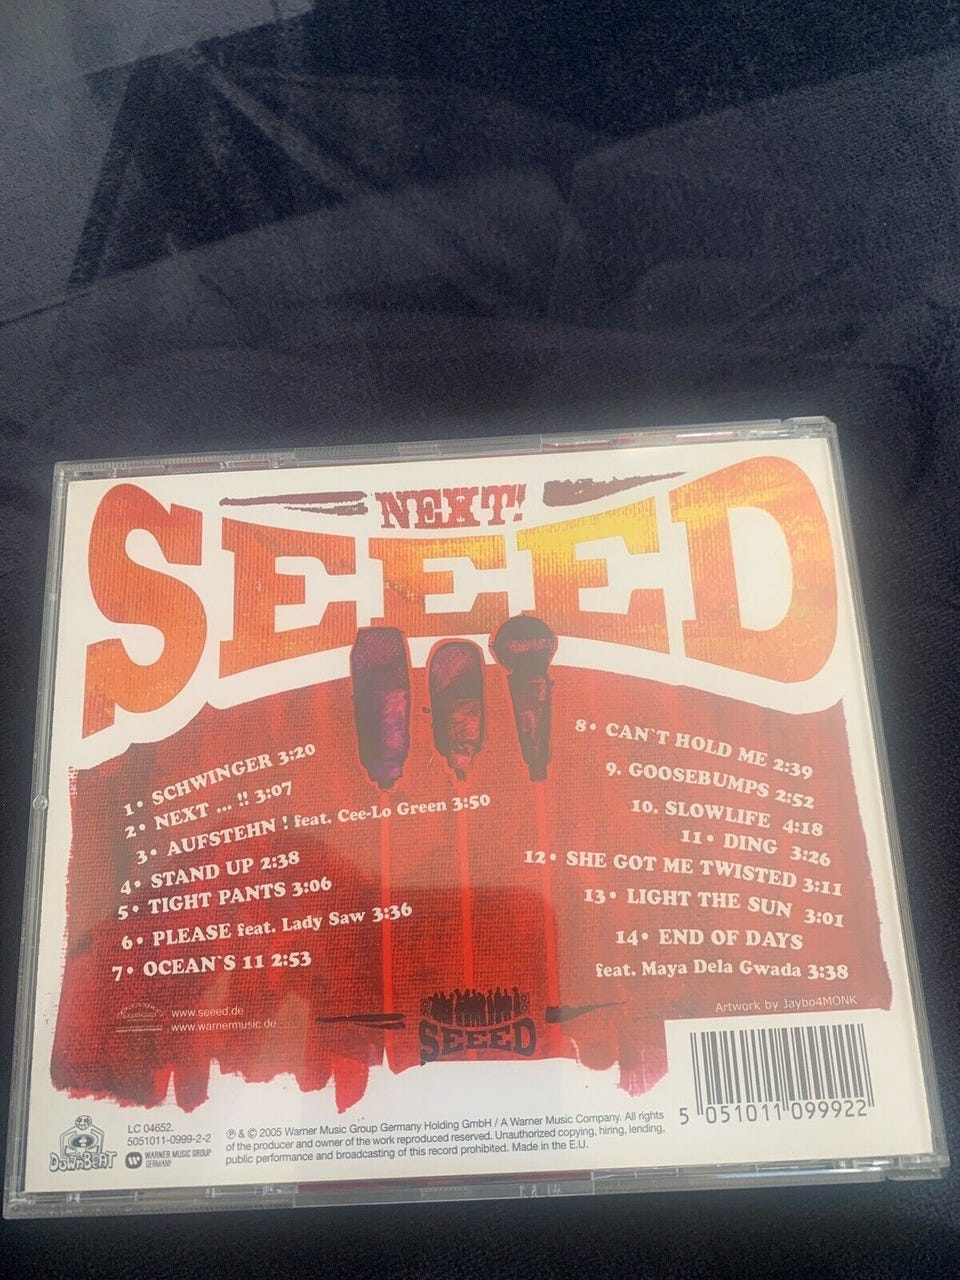 NEXT!
SEEED
1• SCHWINGER 3:20
2• NEXT ... !! 3:07
3• AUFSTEHN ! feat. Cee-Lo Green 3:50
4• STAND UP 2:38
5• TIGHT PANTS 3:06
6• PLEASE feat. Lady Saw 3:36
7• OCEAN`S 11 2:53
8• CAN`T HOLD ME 2:39
9. GOOSEBUMPS 2:52
10. SLOWLIFE 4:18
11• DING 3:26
12• SHE GOT ME TWISTED 3:11
13• LIGHT THE SUN 3:01
14• END OF DAYS
feat. Maya Dela Gwada 3:38
www.seeed.de
www.warnermusic.de
SEEED
Artwork by Jaybo4MONK
5 051011 099922
DOWNBEAT
LC 04652.
5051011-0999-2-2
WARNER MUSIC GROUP
GERMANY
℗ & © 2005 Warner Music Group Germany Holding GmbH / A Warner Music Company. All rights
of the producer and owner of the work reproduced reserved. Unauthorized copying, hiring, lending,
public performance and broadcasting of this record prohibited. Made in the E.U.